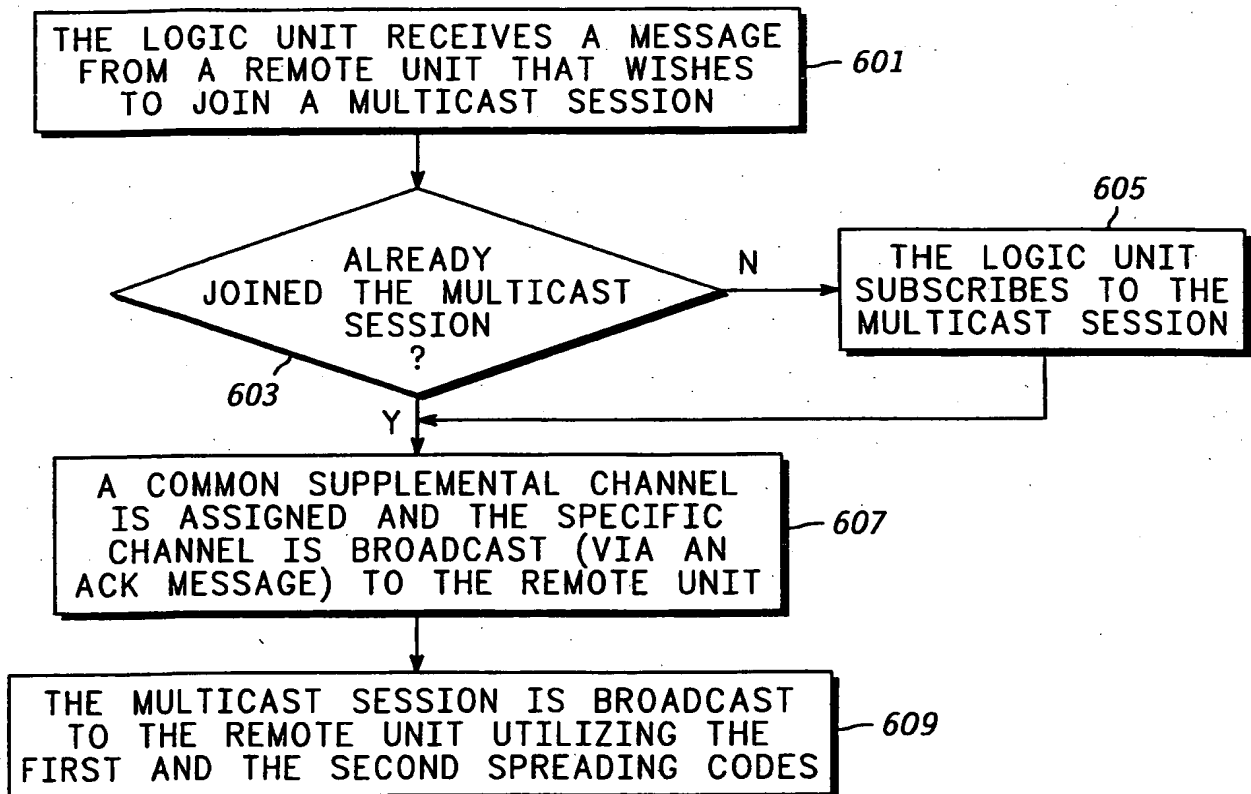 THE LOGIC UNIT RECEIVES A MESSAGE
FROM A REMOTE UNIT THAT WISHES
TO JOIN A MULTICAST SESSION
601
ALREADY
JOINED THE MULTICAST
SESSION
?
603
N
605
THE LOGIC UNIT
SUBSCRIBES TO THE
MULTICAST SESSION
Y
A COMMON SUPPLEMENTAL CHANNEL
IS ASSIGNED AND THE SPECIFIC
CHANNEL IS BROADCAST (VIA AN
ACK MESSAGE) TO THE REMOTE UNIT
607
THE MULTICAST SESSION IS BROADCAST
TO THE REMOTE UNIT UTILIZING THE
FIRST AND THE SECOND SPREADING CODES
609